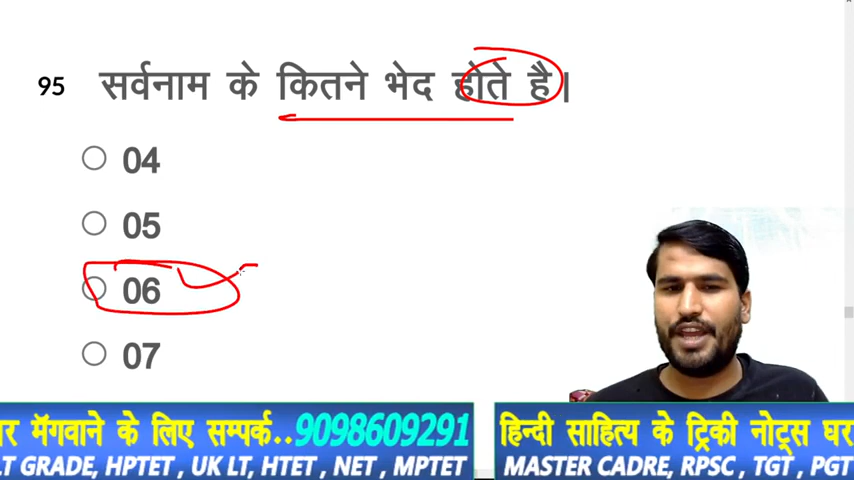 95 सर्वनाम के कितने भेद होते है।
04
05
06
07
र मॅगवाने के लिए सम्पर्क..9098609291
LT GRADE, HPTET , UK LT, HTET , NET , MPTET
हिन्दी साहित्य के ट्रिकी नोट्स घर
MASTER CADRE, RPSC , TGT , PGT